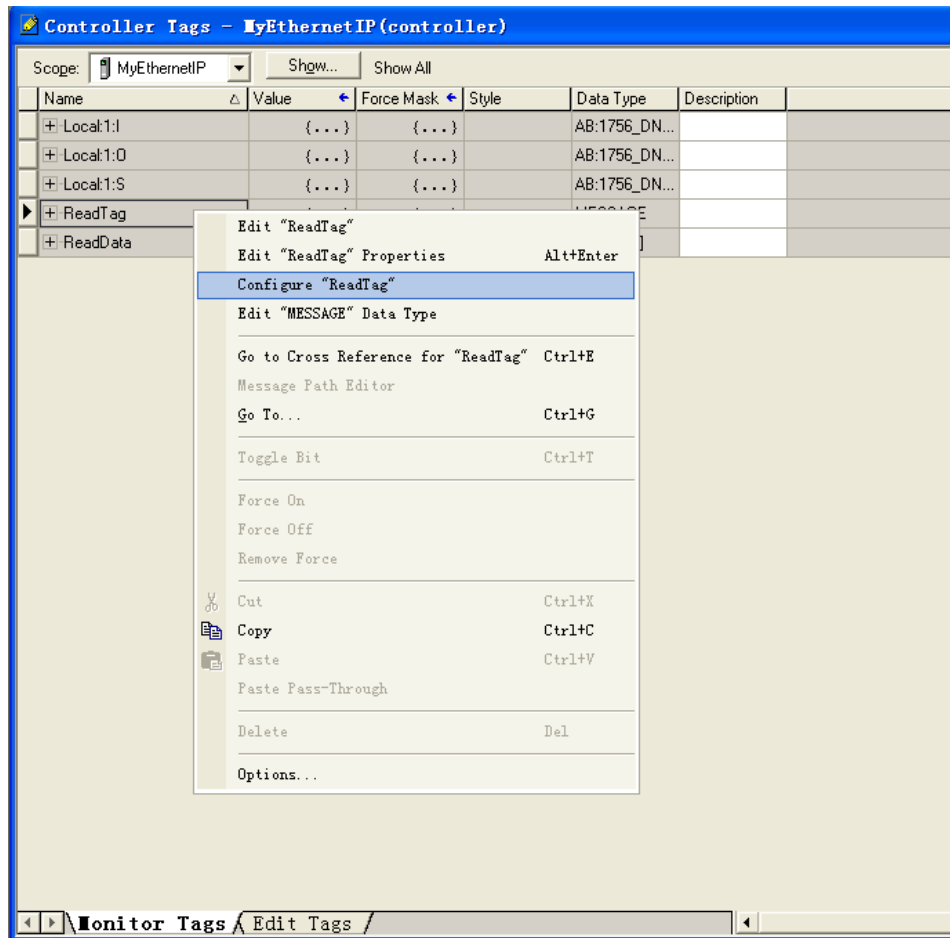 Controller Tags - MyEthernetIP(controller)
Scope: MyEthernetIP Show... Show All
Name Value Force Mask Style Data Type Description
Local:1:I {...} {...} AB:1756_DN...
Local:1:O {...} {...} AB:1756_DN...
Local:1:S {...} {...} AB:1756_DN...
ReadTag
ReadData
Edit "ReadTag"
Edit "ReadTag" Properties Alt+Enter
Configure "ReadTag"
Edit "MESSAGE" Data Type
Go to Cross Reference for "ReadTag" Ctrl+E
Message Path Editor
Go To... Ctrl+G
Toggle Bit Ctrl+T
Force On
Force Off
Remove Force
Cut Ctrl+X
Copy Ctrl+C
Paste Ctrl+V
Paste Pass-Through
Delete Del
Options...
Monitor Tags Edit Tags